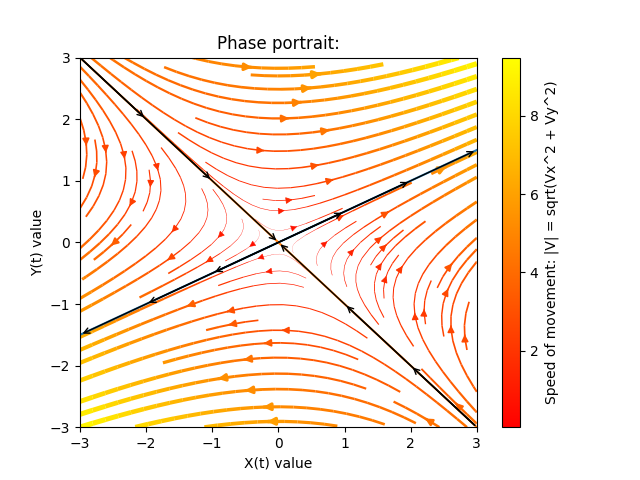 Phase portrait:
3
2
1
0
−1
−2
−3
Y(t) value
−3 −2 −1 0 1 2 3
X(t) value
8
6
4
2
Speed of movement: |V| = sqrt(Vx^2 + Vy^2)